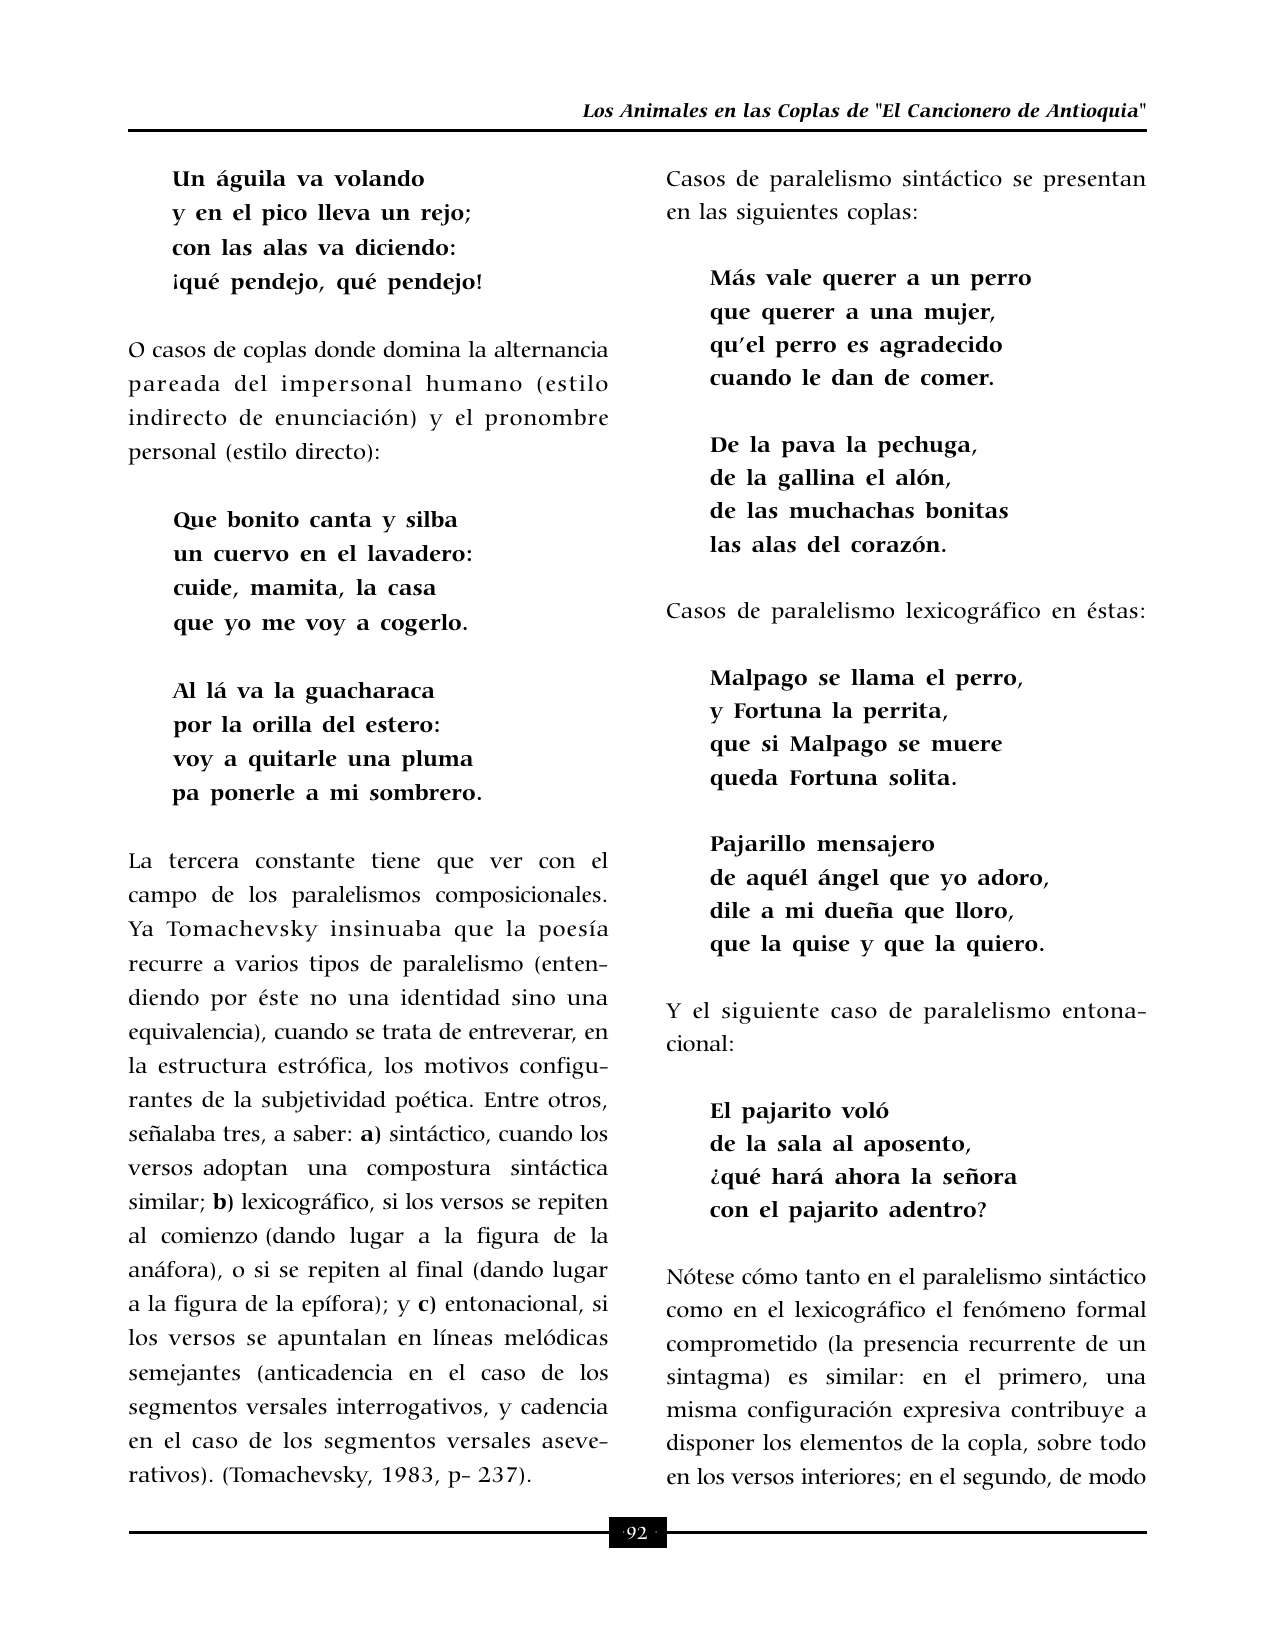 Los Animales en las Coplas de "El Cancionero de Antioquia"
Un águila va volando
y en el pico lleva un rejo;
con las alas va diciendo:
¡qué pendejo, qué pendejo!
O casos de coplas donde domina la alternancia
pareada del impersonal humano (estilo
indirecto de enunciación) y el pronombre
personal (estilo directo):
Que bonito canta y silba
un cuervo en el lavadero:
cuide, mamita, la casa
que yo me voy a cogerlo.
Al lá va la guacharaca
por la orilla del estero:
voy a quitarle una pluma
pa ponerle a mi sombrero.
La tercera constante tiene que ver con el
campo de los paralelismos composicionales.
Ya Tomachevsky insinuaba que la poesía
recurre a varios tipos de paralelismo (enten-
diendo por éste no una identidad sino una
equivalencia), cuando se trata de entreverar, en
la estructura estrófica, los motivos configu-
rantes de la subjetividad poética. Entre otros,
señalaba tres, a saber: a) sintáctico, cuando los
versos adoptan una compostura sintáctica
similar; b) lexicográfico, si los versos se repiten
al comienzo (dando lugar a la figura de la
anáfora), o si se repiten al final (dando lugar
a la figura de la epífora); y c) entonacional, si
los versos se apuntalan en líneas melódicas
semejantes (anticadencia en el caso de los
segmentos versales interrogativos, y cadencia
en el caso de los segmentos versales aseve-
rativos). (Tomachevsky, 1983, p- 237).
Casos de paralelismo sintáctico se presentan
en las siguientes coplas:
Más vale querer a un perro
que querer a una mujer,
qu'el perro es agradecido
cuando le dan de comer.
De la pava la pechuga,
de la gallina el alón,
de las muchachas bonitas
las alas del corazón.
Casos de paralelismo lexicográfico en éstas:
Malpago se llama el perro,
y Fortuna la perrita,
que si Malpago se muere
queda Fortuna solita.
Pajarillo mensajero
de aquél ángel que yo adoro,
dile a mi dueña que lloro,
que la quise y que la quiero.
Y el siguiente caso de paralelismo entona-
cional:
El pajarito voló
de la sala al aposento,
¿qué hará ahora la señora
con el pajarito adentro?
Nótese cómo tanto en el paralelismo sintáctico
como en el lexicográfico el fenómeno formal
comprometido (la presencia recurrente de un
sintagma) es similar: en el primero, una
misma configuración expresiva contribuye a
disponer los elementos de la copla, sobre todo
en los versos interiores; en el segundo, de modo
92